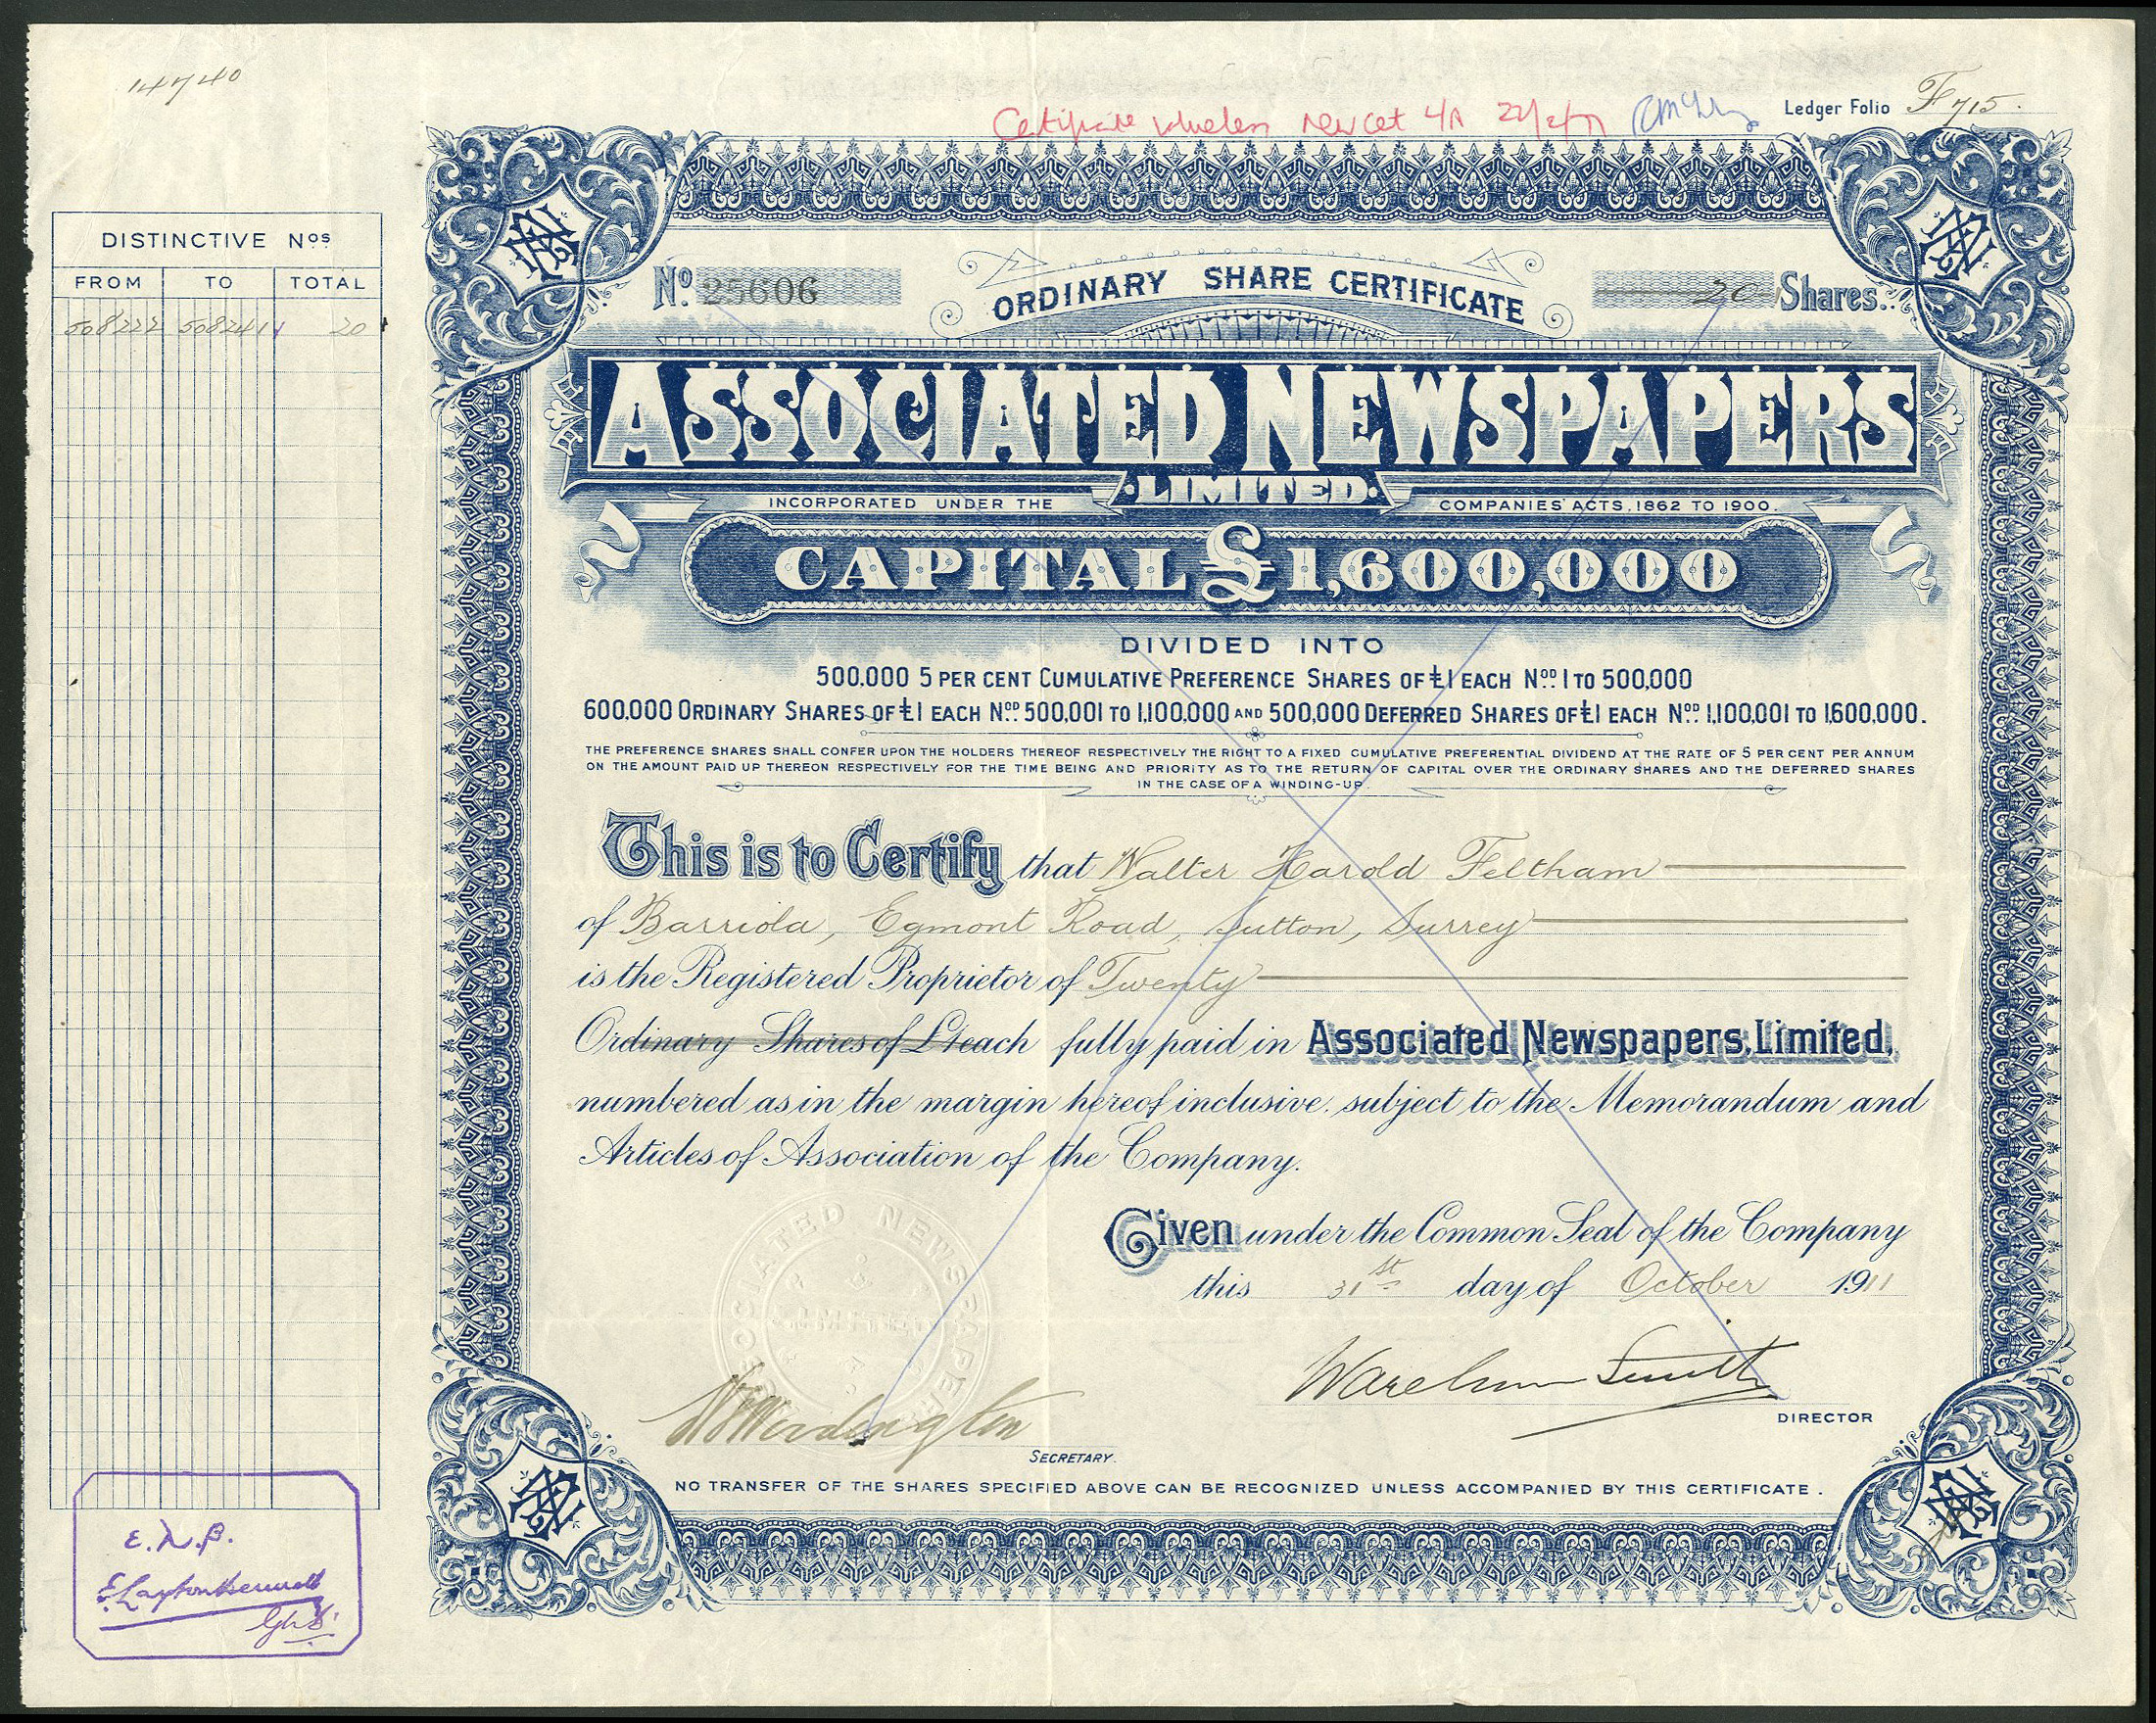 14740
Ledger Folio F 715.
DISTINCTIVE Nos.
FROM TO TOTAL
508222 508241 20
No. 25606
ORDINARY SHARE CERTIFICATE
20 Shares.
ASSOCIATED NEWSPAPERS
LIMITED.
INCORPORATED UNDER THE COMPANIES' ACTS, 1862 TO 1900.
CAPITAL £1,600,000
DIVIDED INTO
500,000 5 PER CENT CUMULATIVE PREFERENCE SHARES OF £1 EACH Nod. 1 TO 500,000
600,000 ORDINARY SHARES OF £1 EACH Nod. 500,001 TO 1,100,000 AND 500,000 DEFERRED SHARES OF £1 EACH Nod. 1,100,001 TO 1,600,000.
THE PREFERENCE SHARES SHALL CONFER UPON THE HOLDERS THEREOF RESPECTIVELY THE RIGHT TO A FIXED CUMULATIVE PREFERENTIAL DIVIDEND AT THE RATE OF 5 PER CENT PER ANNUM
ON THE AMOUNT PAID UP THEREON RESPECTIVELY FOR THE TIME BEING AND PRIORITY AS TO THE RETURN OF CAPITAL OVER THE ORDINARY SHARES AND THE DEFERRED SHARES
IN THE CASE OF A WINDING-UP.
This is to Certify that Walter Harold Feltham
of Barriola, Egmont Road, Sutton, Surrey
is the Registered Proprietor of Twenty
Ordinary Shares of £1 each fully paid in Associated Newspapers, Limited,
numbered as in the margin hereof inclusive. subject to the Memorandum and
Articles of Association of the Company.
Given under the Common Seal of the Company
this 31st day of October 1911
ASSOCIATED NEWSPAPERS
LIMITED
Smith
DIRECTOR
SECRETARY.
NO TRANSFER OF THE SHARES SPECIFIED ABOVE CAN BE RECOGNIZED UNLESS ACCOMPANIED BY THIS CERTIFICATE.